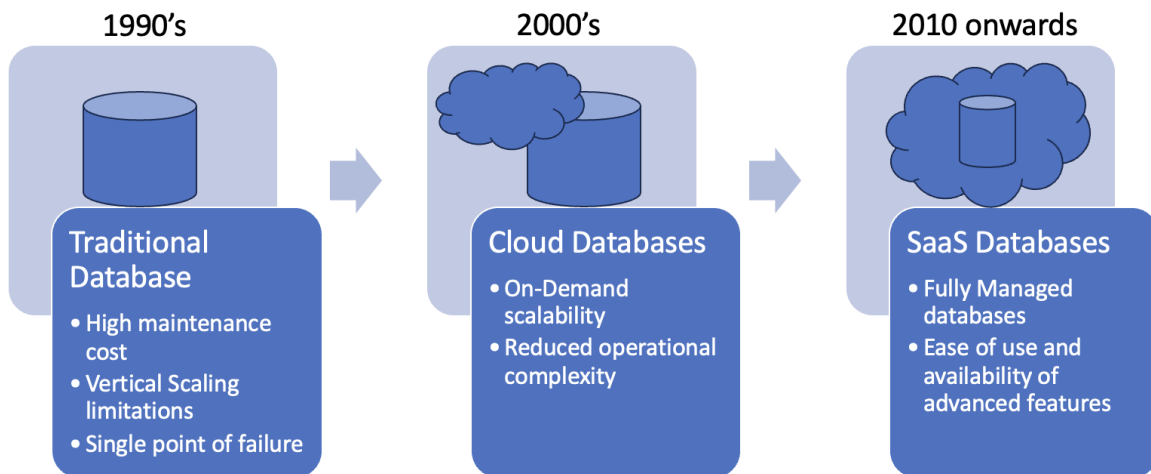 1990's
2000's
2010 onwards
Traditional
Database
• High maintenance
cost
• Vertical Scaling
limitations
• Single point of failure
Cloud Databases
• On-Demand
scalability
• Reduced operational
complexity
SaaS Databases
• Fully Managed
databases
• Ease of use and
availability of
advanced features